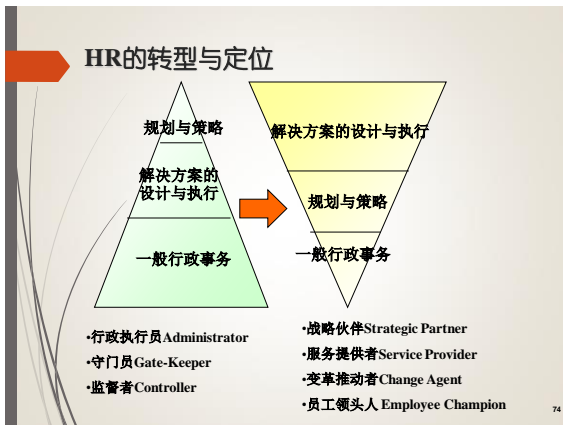 HR的转型与定位
规划与策略
解决方案的
设计与执行
一般行政事务
解决方案的设计与执行
规划与策略
一般行政事务
•行政执行员Administrator
•守门员Gate-Keeper
•监督者Controller
•战略伙伴Strategic Partner
•服务提供者Service Provider
•变革推动者Change Agent
•员工领头人 Employee Champion
74